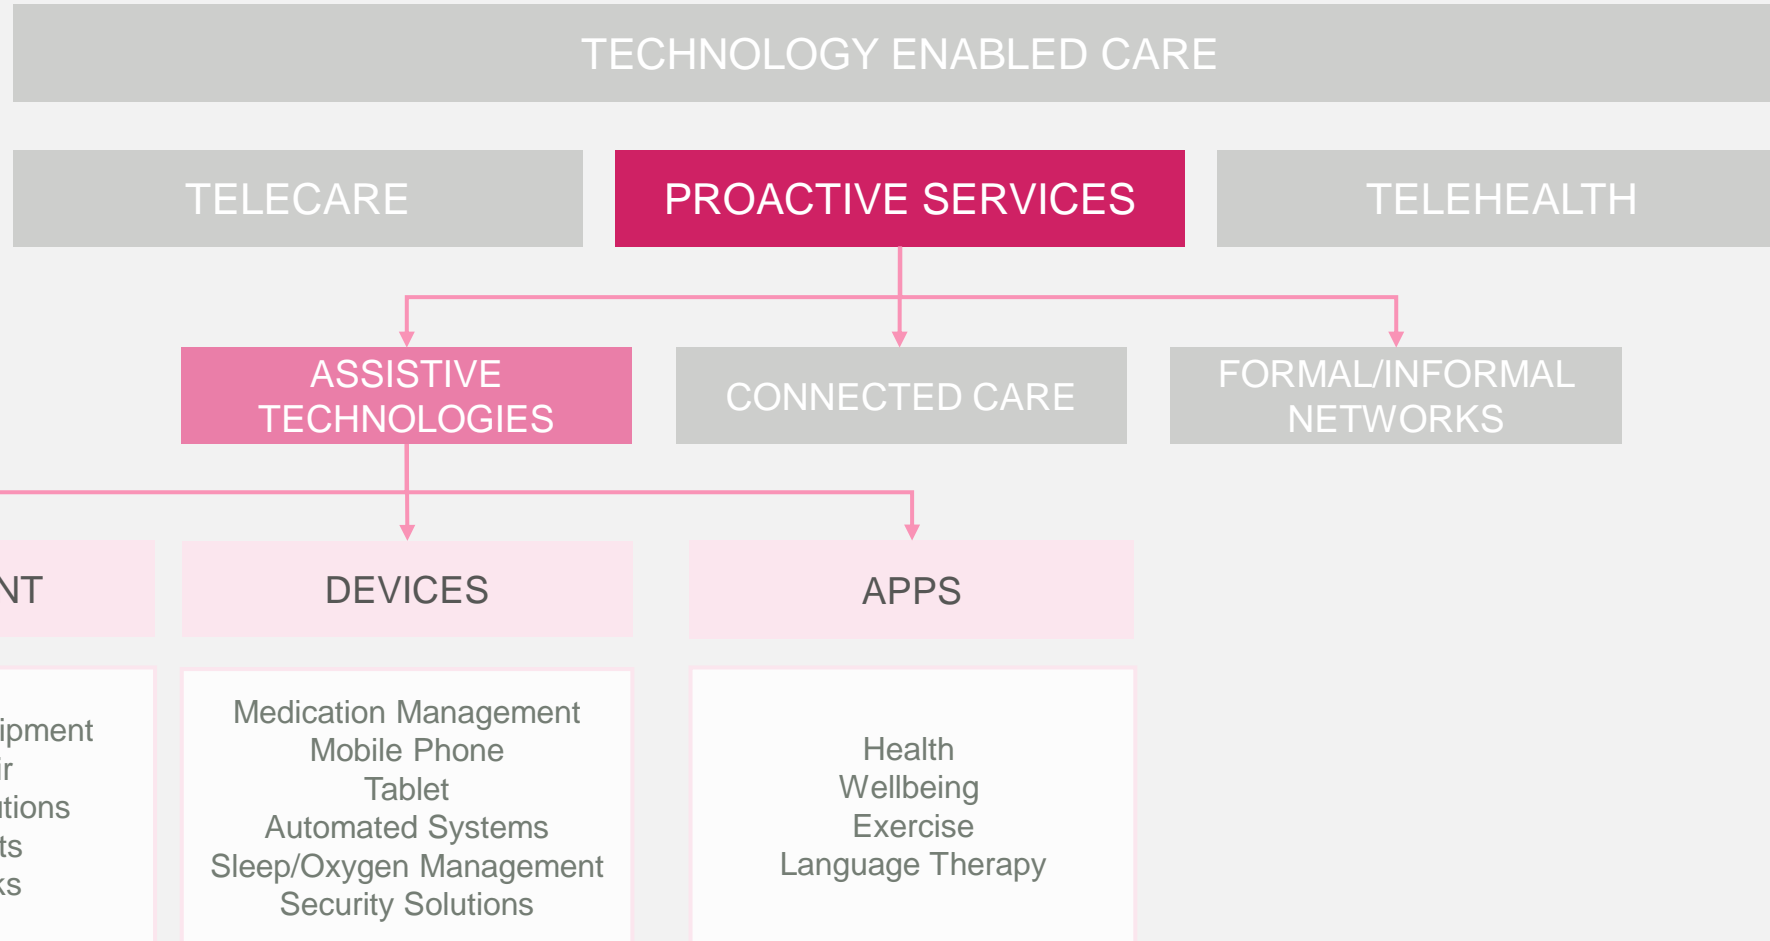 TECHNOLOGY ENABLED CARE
TELECARE
PROACTIVE SERVICES
TELEHEALTH
ASSISTIVE
TECHNOLOGIES
CONNECTED CARE
FORMAL/INFORMAL
NETWORKS
DEVICES
APPS
Medication Management
Mobile Phone
Tablet
Automated Systems
Sleep/Oxygen Management
Security Solutions
Health
Wellbeing
Exercise
Language Therapy